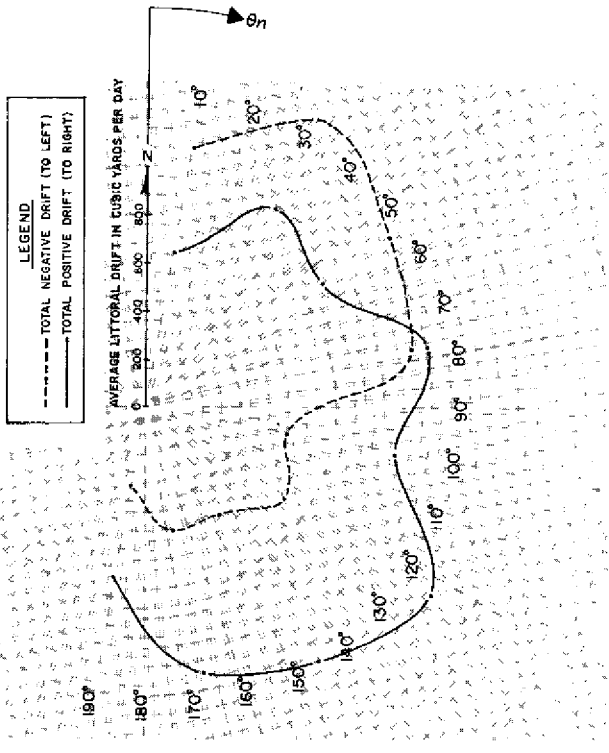 LEGEND
TOTAL NEGATIVE DRIFT (TO LEFT)
TOTAL POSITIVE DRIFT (TO RIGHT)
AVERAGE LITTORAL DRIFT IN CUBIC YARDS PER DAY
0 200 400 600 800
N
θn
10°
20°
30°
40°
50°
60°
70°
80°
90°
100°
110°
120°
130°
140°
150°
160°
170°
180°
190°